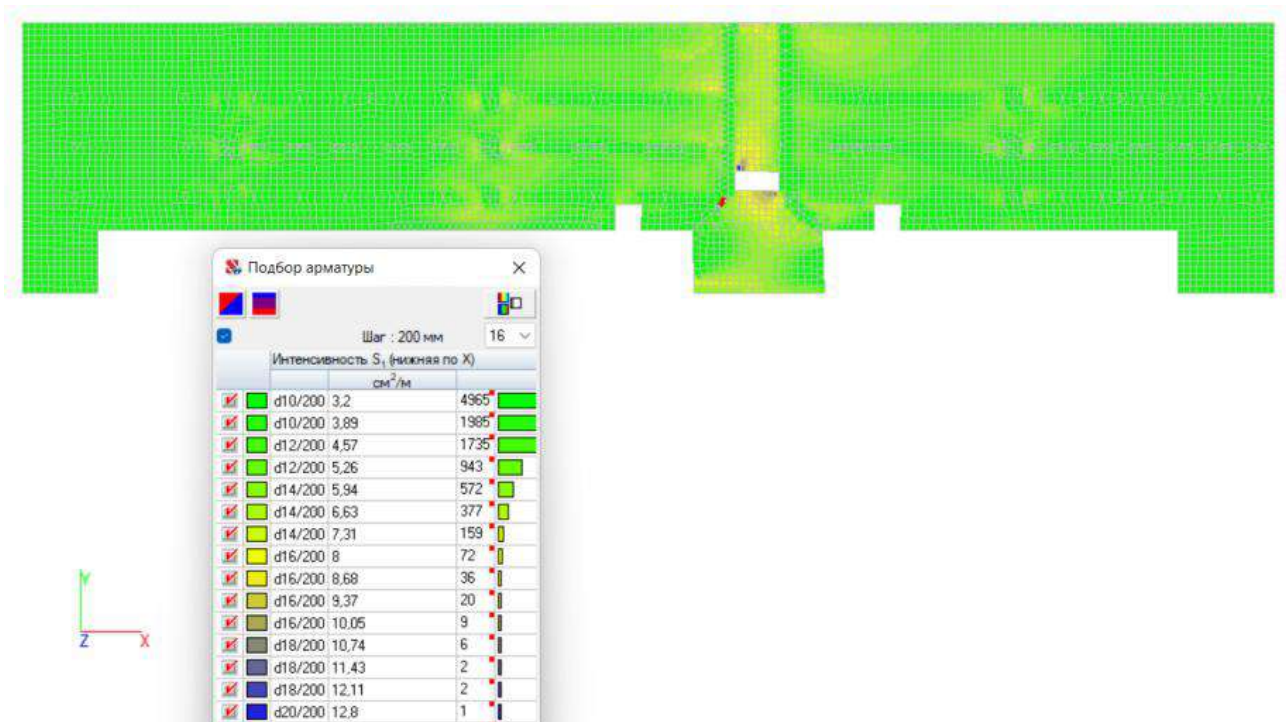 Подбор арматуры
Шаг : 200 мм 16
Интенсивность S₁ (нижняя по X)
см²/м
d10/200 3,2 4965
d10/200 3,89 1985
d12/200 4,57 1735
d12/200 5,26 943
d14/200 5,94 572
d14/200 6,63 377
d14/200 7,31 159
d16/200 8 72
d16/200 8,68 36
d16/200 9,37 20
d16/200 10,05 9
d18/200 10,74 6
d18/200 11,43 2
d18/200 12,11 2
d20/200 12,8 1
Y
Z X